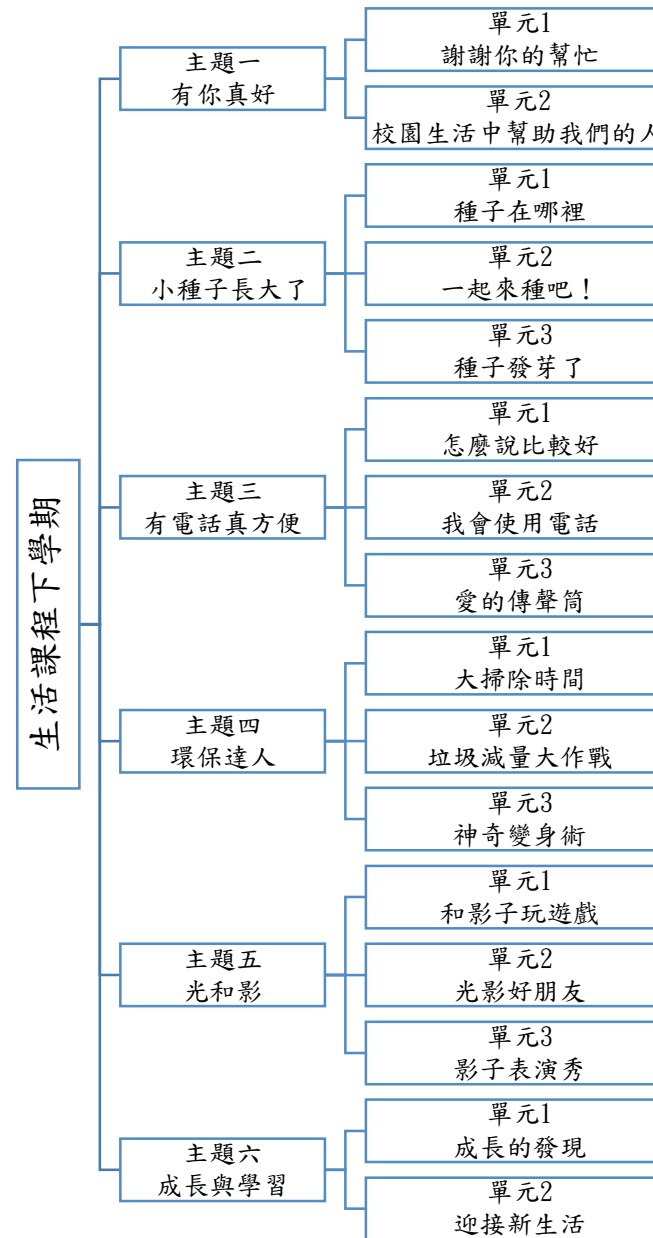 生活課程下學期
主題一
有你真好
單元1
謝謝你的幫忙
單元2
校園生活中幫助我們的人
主題二
小種子長大了
單元1
種子在哪裡
單元2
一起來種吧！
單元3
種子發芽了
主題三
有電話真方便
單元1
怎麼說比較好
單元2
我會使用電話
單元3
愛的傳聲筒
主題四
環保達人
單元1
大掃除時間
單元2
垃圾減量大作戰
單元3
神奇變身術
主題五
光和影
單元1
和影子玩遊戲
單元2
光影好朋友
單元3
影子表演秀
主題六
成長與學習
單元1
成長的發現
單元2
迎接新生活